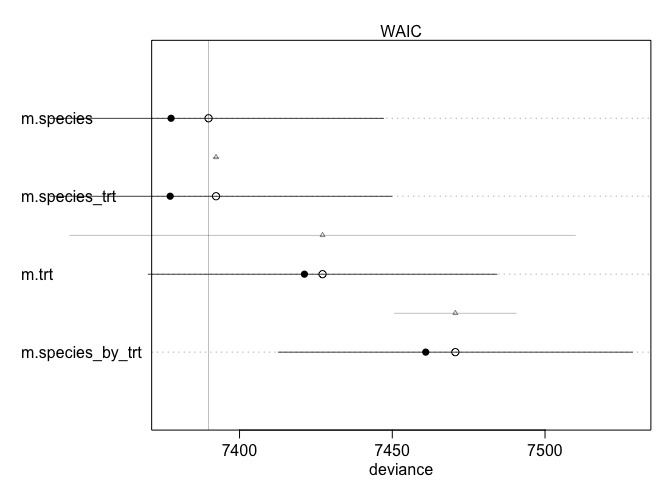 WAIC
m.species
m.species_trt
m.trt
m.species_by_trt
7400 7450 7500
deviance